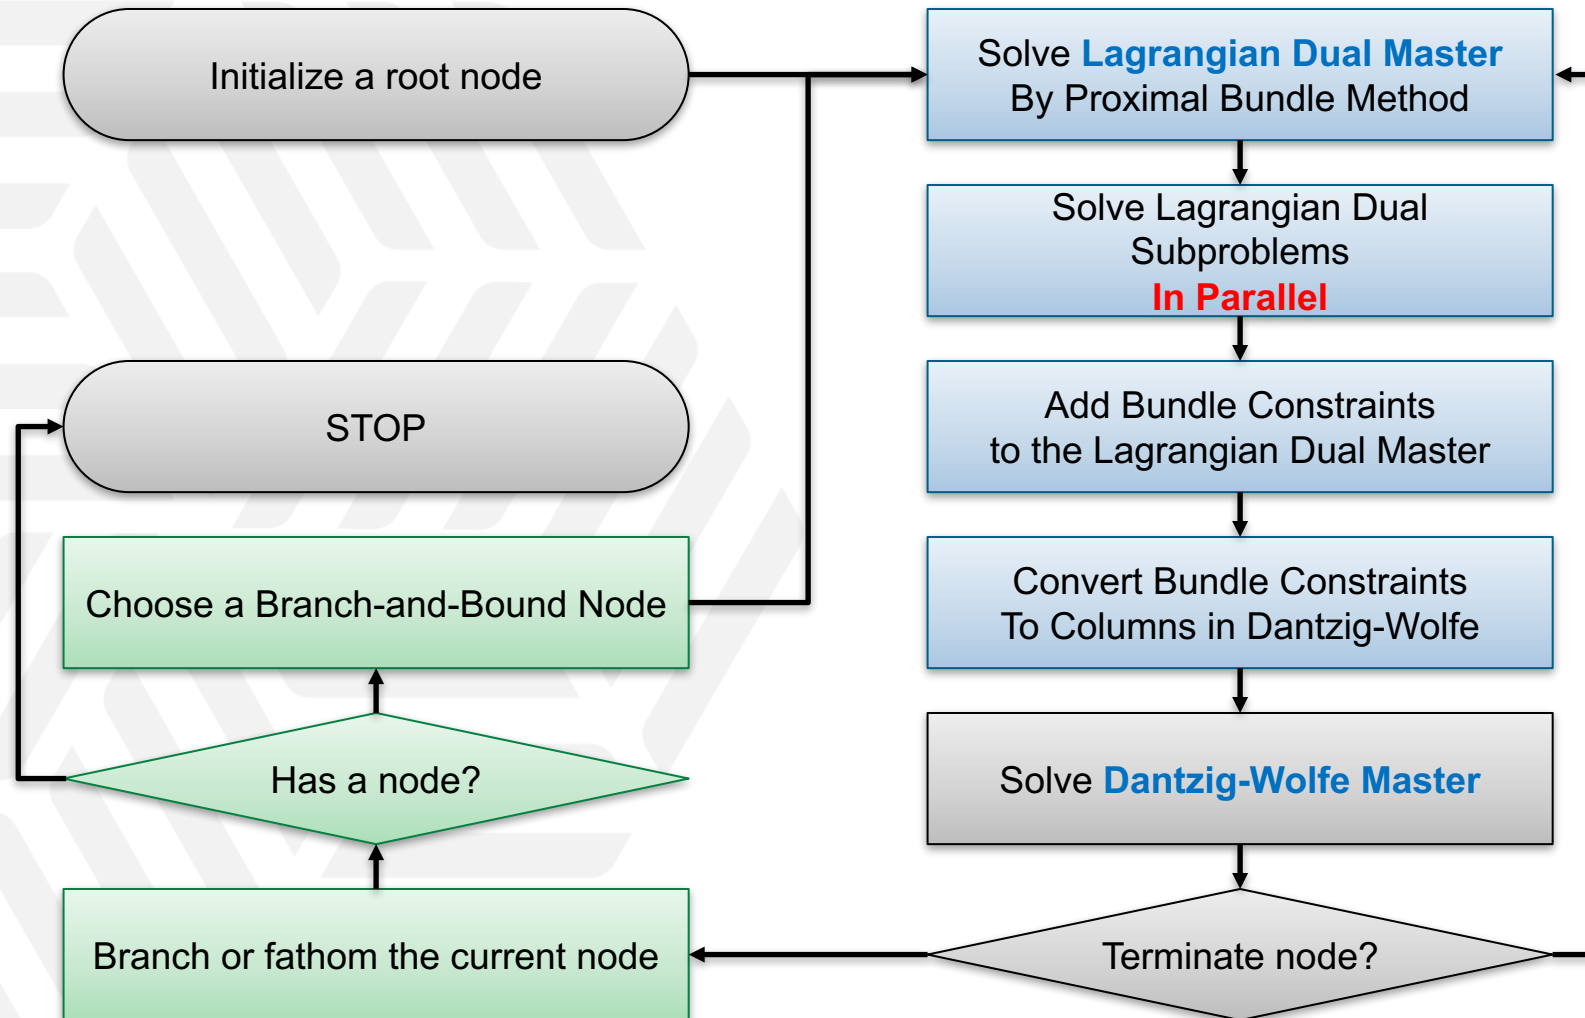 Initialize a root node
Solve Lagrangian Dual Master
By Proximal Bundle Method
Solve Lagrangian Dual
Subproblems
In Parallel
STOP
Add Bundle Constraints
to the Lagrangian Dual Master
Choose a Branch-and-Bound Node
Convert Bundle Constraints
To Columns in Dantzig-Wolfe
Has a node?
Solve Dantzig-Wolfe Master
Branch or fathom the current node
Terminate node?